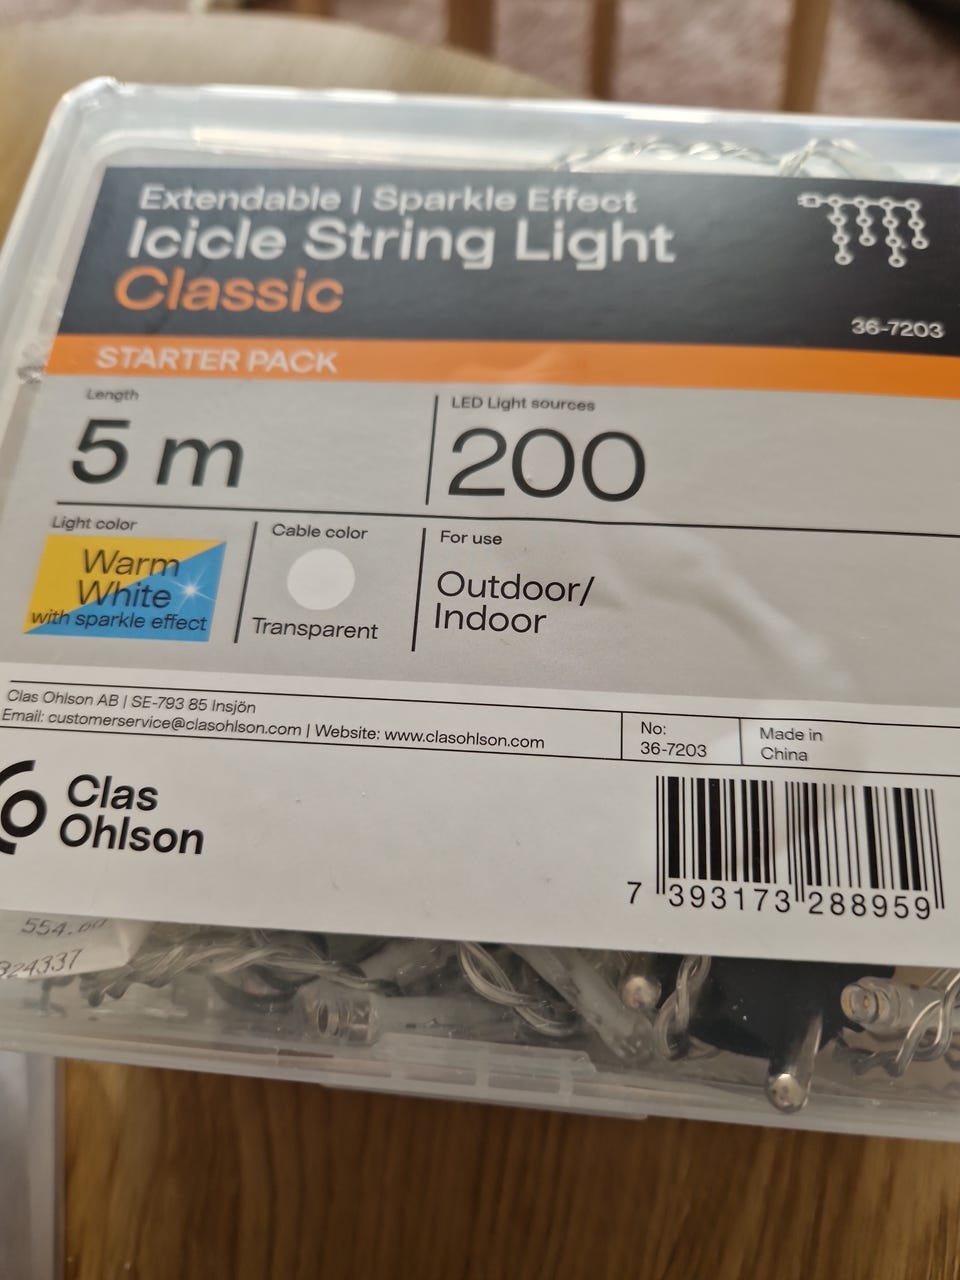 Extendable | Sparkle Effect
Icicle String Light
Classic
36-7203
STARTER PACK
Length
5 m
LED Light sources
200
Light color
Warm
White
with sparkle effect
Cable color
Transparent
For use
Outdoor/
Indoor
Clas Ohlson AB | SE-793 85 Insjön
Email: customerservice@clasohlson.com | Website: www.clasohlson.com
No:
36-7203
Made in
China
Clas
Ohlson
7 393173 288959